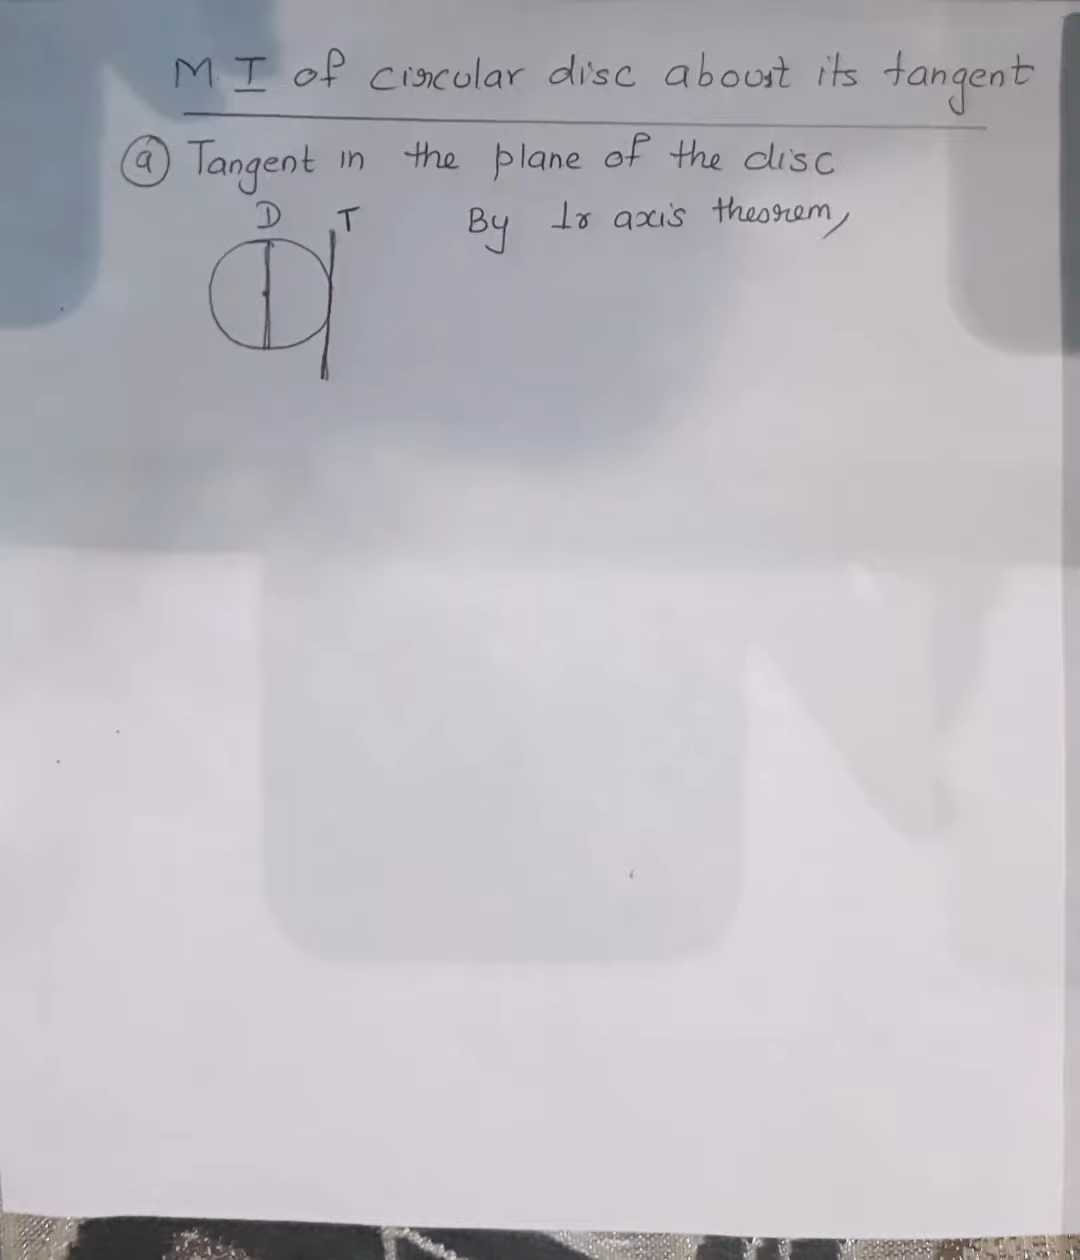 M.I of circular disc about its tangent
(a) Tangent in the plane of the disc
D T By ⊥r axis theorem,